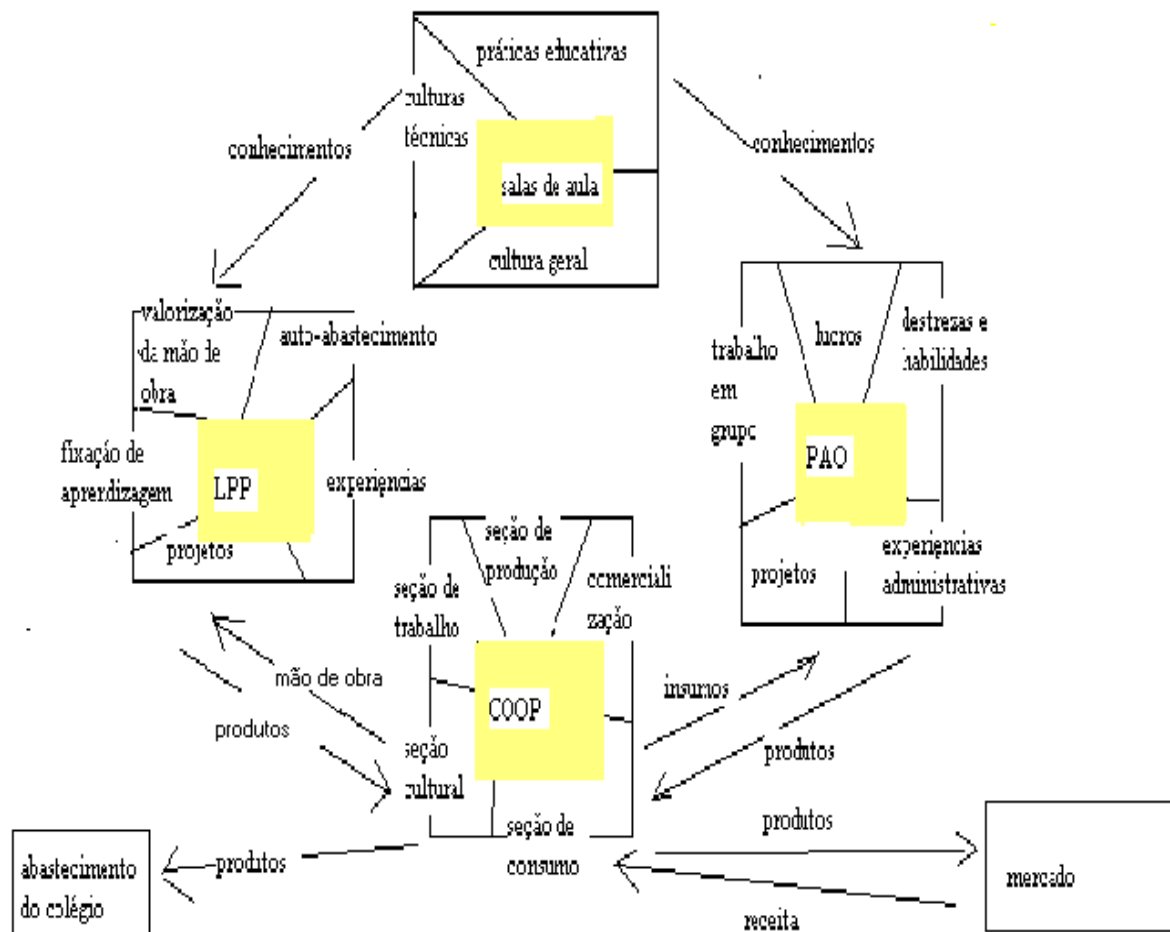 práticas educativas
culturas
técnicas
salas de aula
cultura geral
conhecimentos
conhecimentos
valorização
da mão de
obra
auto-abastecimento
fixação de
aprendizagem
LPP
experiencias
projetos
trabalho
em
grupo
lucros
destrezas e
habilidades
PAO
projetos
experiencias
administrativas
seção de
produção
seção de
trabalho
comerciali
zação
COOP
seção
cultural
seção de
consumo
mão de obra
produtos
insumos
produtos
produtos
abastecimento
do colégio
produtos
receita
mercado